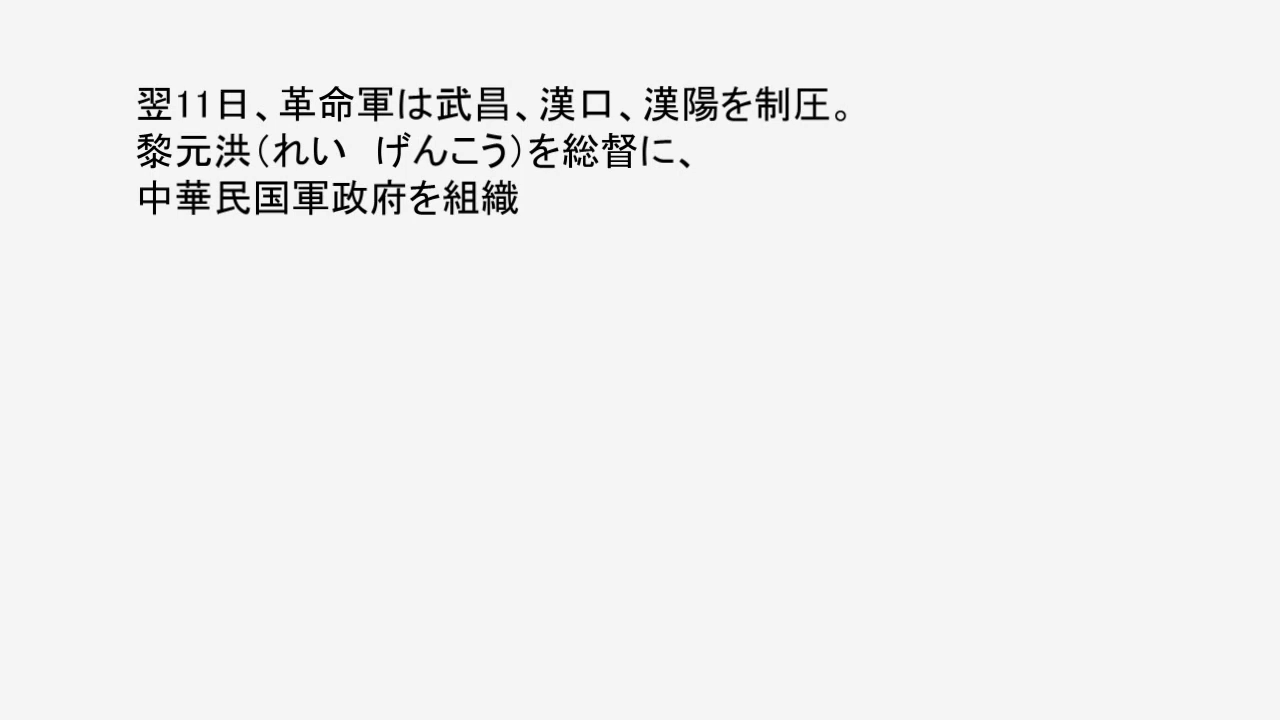 翌11日、革命軍は武昌、漢口、漢陽を制圧。
黎元洪（れい　げんこう）を総督に、
中華民国軍政府を組織